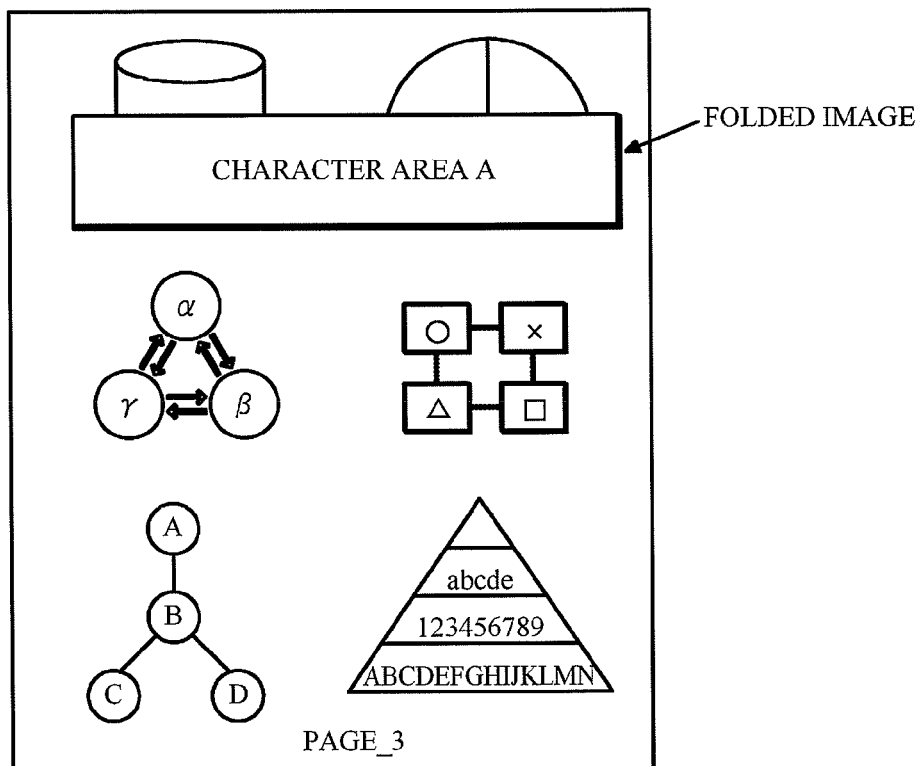 FOLDED IMAGE
CHARACTER AREA A
α
γ β
○ ×
△ □
A
B
C D
abcde
123456789
ABCDEFGHIJKLMN
PAGE_3